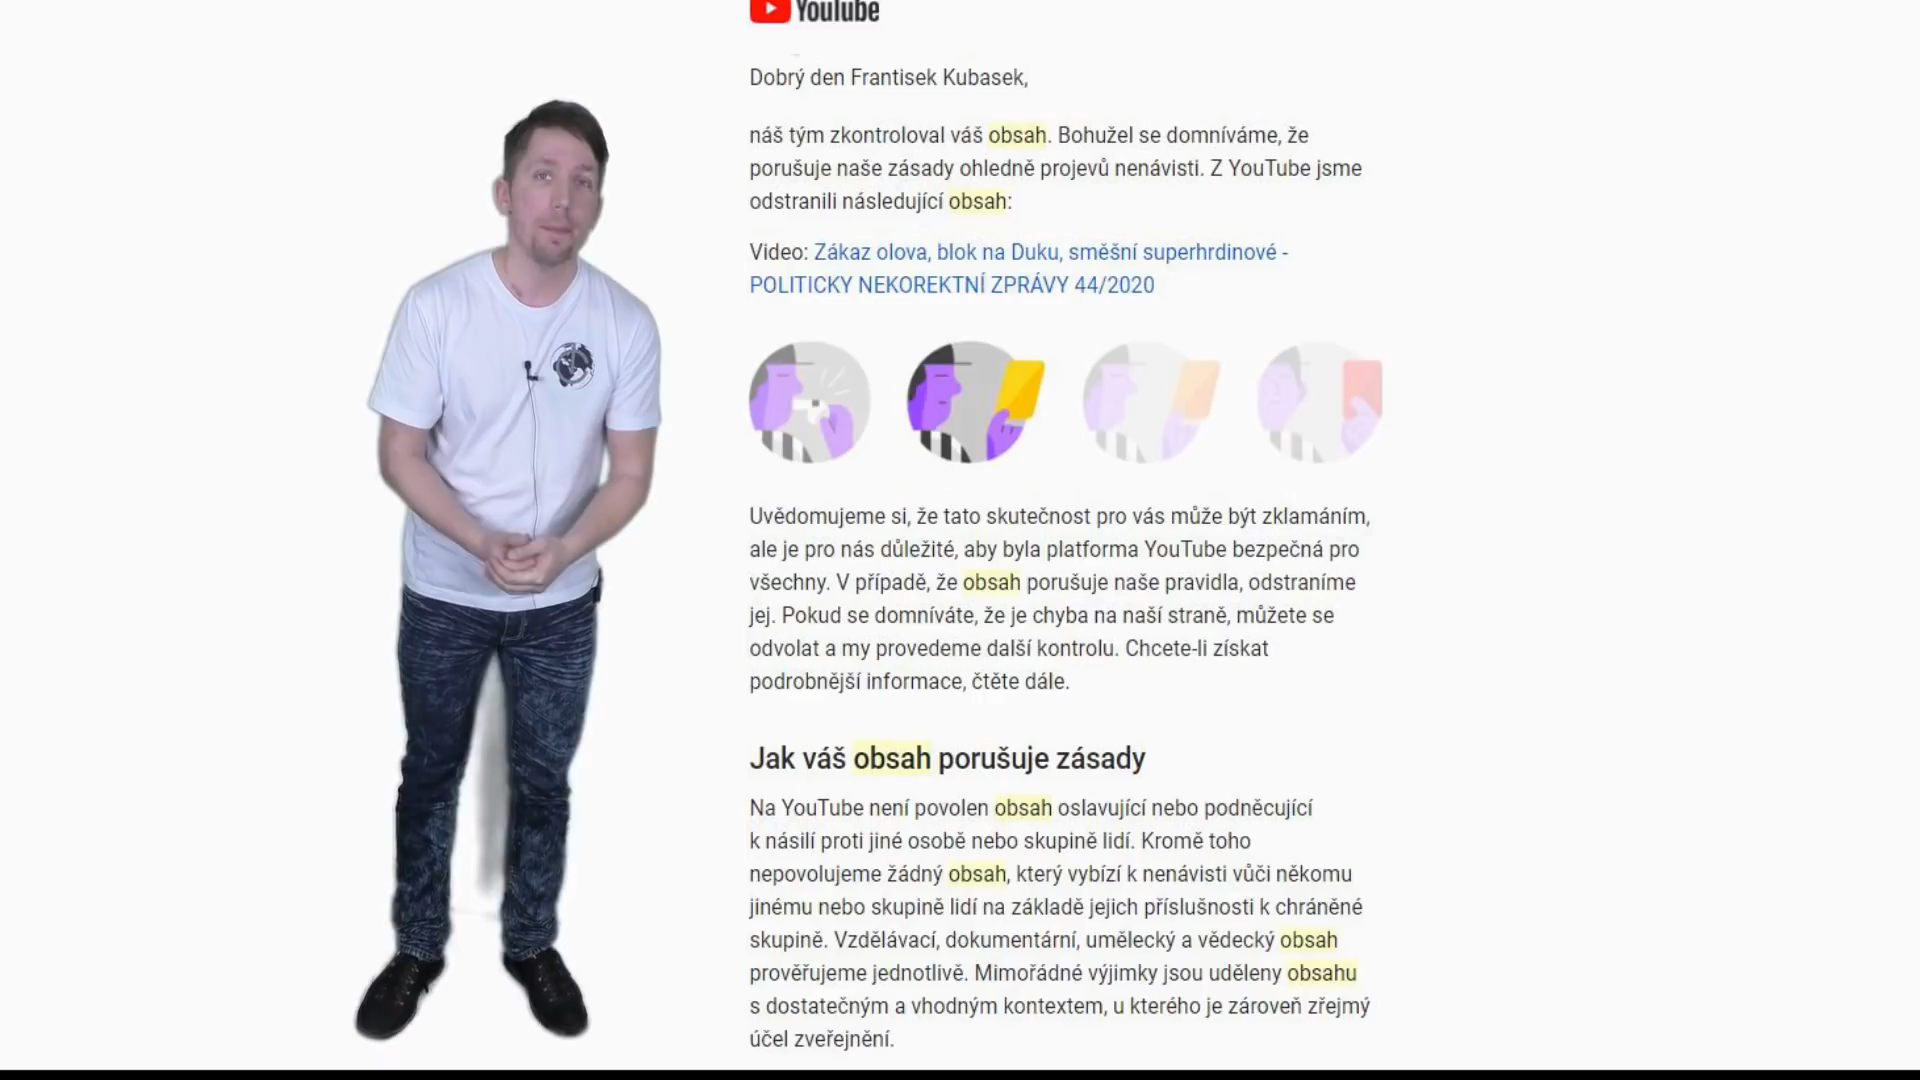 YouTube
Dobrý den Frantisek Kubasek,
náš tým zkontroloval váš obsah. Bohužel se domníváme, že
porušuje naše zásady ohledně projevů nenávisti. Z YouTube jsme
odstranili následující obsah:
Video: Zákaz olova, blok na Duku, směšní superhrdinové -
POLITICKY NEKOREKTNÍ ZPRÁVY 44/2020
Uvědomujeme si, že tato skutečnost pro vás může být zklamáním,
ale je pro nás důležité, aby byla platforma YouTube bezpečná pro
všechny. V případě, že obsah porušuje naše pravidla, odstraníme
jej. Pokud se domníváte, že je chyba na naší straně, můžete se
odvolat a my provedeme další kontrolu. Chcete-li získat
podrobnější informace, čtěte dále.
Jak váš obsah porušuje zásady
Na YouTube není povolen obsah oslavující nebo podněcující
k násilí proti jiné osobě nebo skupině lidí. Kromě toho
nepovolujeme žádný obsah, který vybízí k nenávisti vůči někomu
jinému nebo skupině lidí na základě jejich příslušnosti k chráněné
skupině. Vzdělávací, dokumentární, umělecký a vědecký obsah
prověřujeme jednotlivě. Mimořádné výjimky jsou uděleny obsahu
s dostatečným a vhodným kontextem, u kterého je zároveň zřejmý
účel zveřejnění.